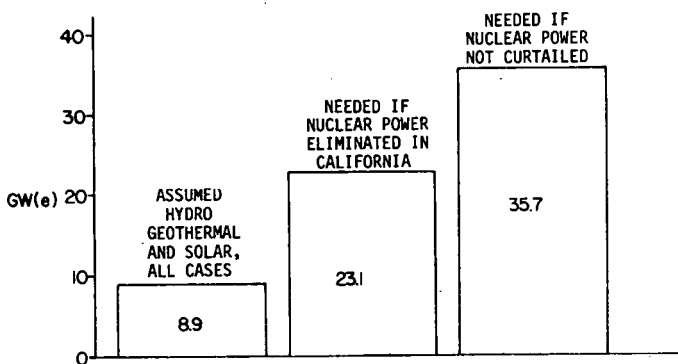 NEEDED IF
NUCLEAR POWER
NOT CURTAILED
40
NEEDED IF
NUCLEAR POWER
ELIMINATED IN
CALIFORNIA
30
GW(e)
20
ASSUMED
HYDRO
GEOTHERMAL
AND SOLAR,
ALL CASES
10
0
8.9
23.1
35.7